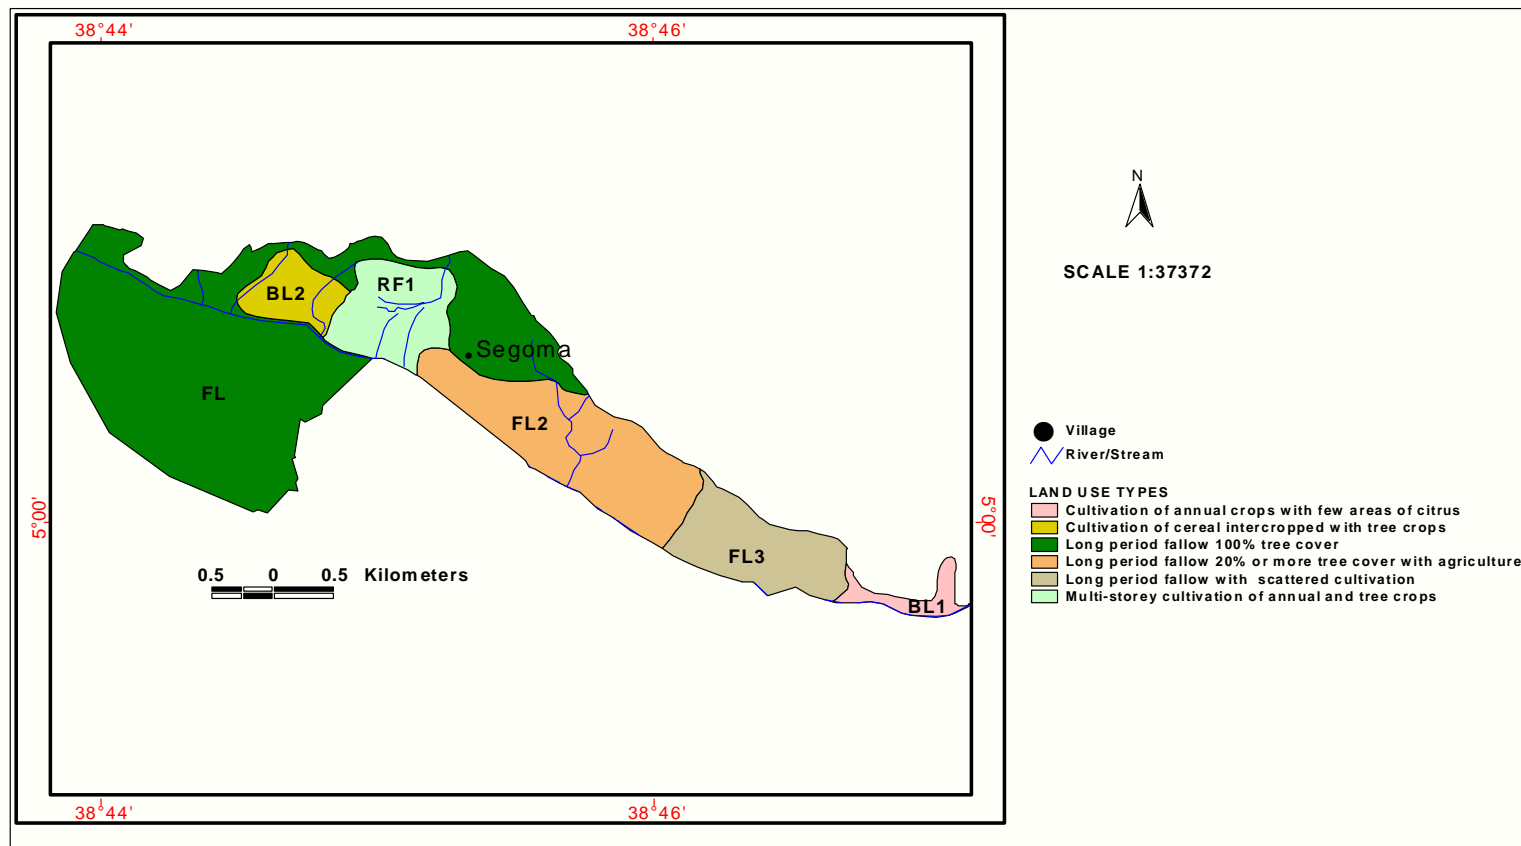 38°44' 38°46'
N
SCALE 1:37372
BL2
RF1
Segoma
FL
FL2
Village
River/Stream
LAND USE TYPES
Cultivation of annual crops with few areas of citrus
Cultivation of cereal intercropped with tree crops
Long period fallow 100% tree cover
Long period fallow 20% or more tree cover with agriculture
Long period fallow with scattered cultivation
Multi-storey cultivation of annual and tree crops
5°00' 5°00'
FL3
0.5 0 0.5 Kilometers
BL1
38°44' 38°46'